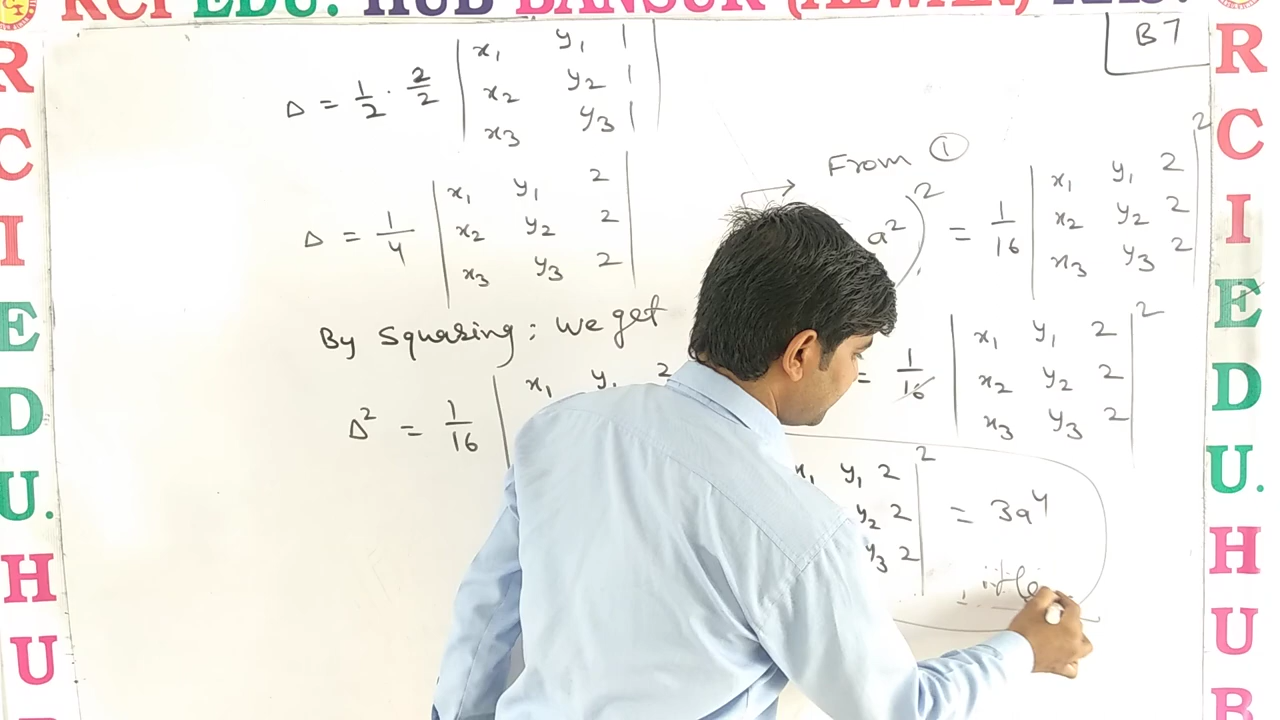 RCI EDU. HUB BANSUR
R
C
I
E
D
U.
H
U
B 7
Δ = 1/2 · 2/2 | x₁ y₁ 1 |
| x₂ y₂ 1 |
| x₃ y₃ 1 |
Δ = 1/4 | x₁ y₁ 2 |
| x₂ y₂ 2 |
| x₃ y₃ 2 |
By Squaring; we get
Δ² = 1/16 | x₁ y₁ 2
From ①
a²)² = 1/16 | x₁ y₁ 2 |²
| x₂ y₂ 2 |
| x₃ y₃ 2 |
= 1/16 | x₁ y₁ 2 |²
| x₂ y₂ 2 |
| x₃ y₃ 2 |
x₁ y₁ 2 |² = 3a⁴
y₂ 2 |
y₃ 2 |
R
C
I
E
D
U.
H
U
B